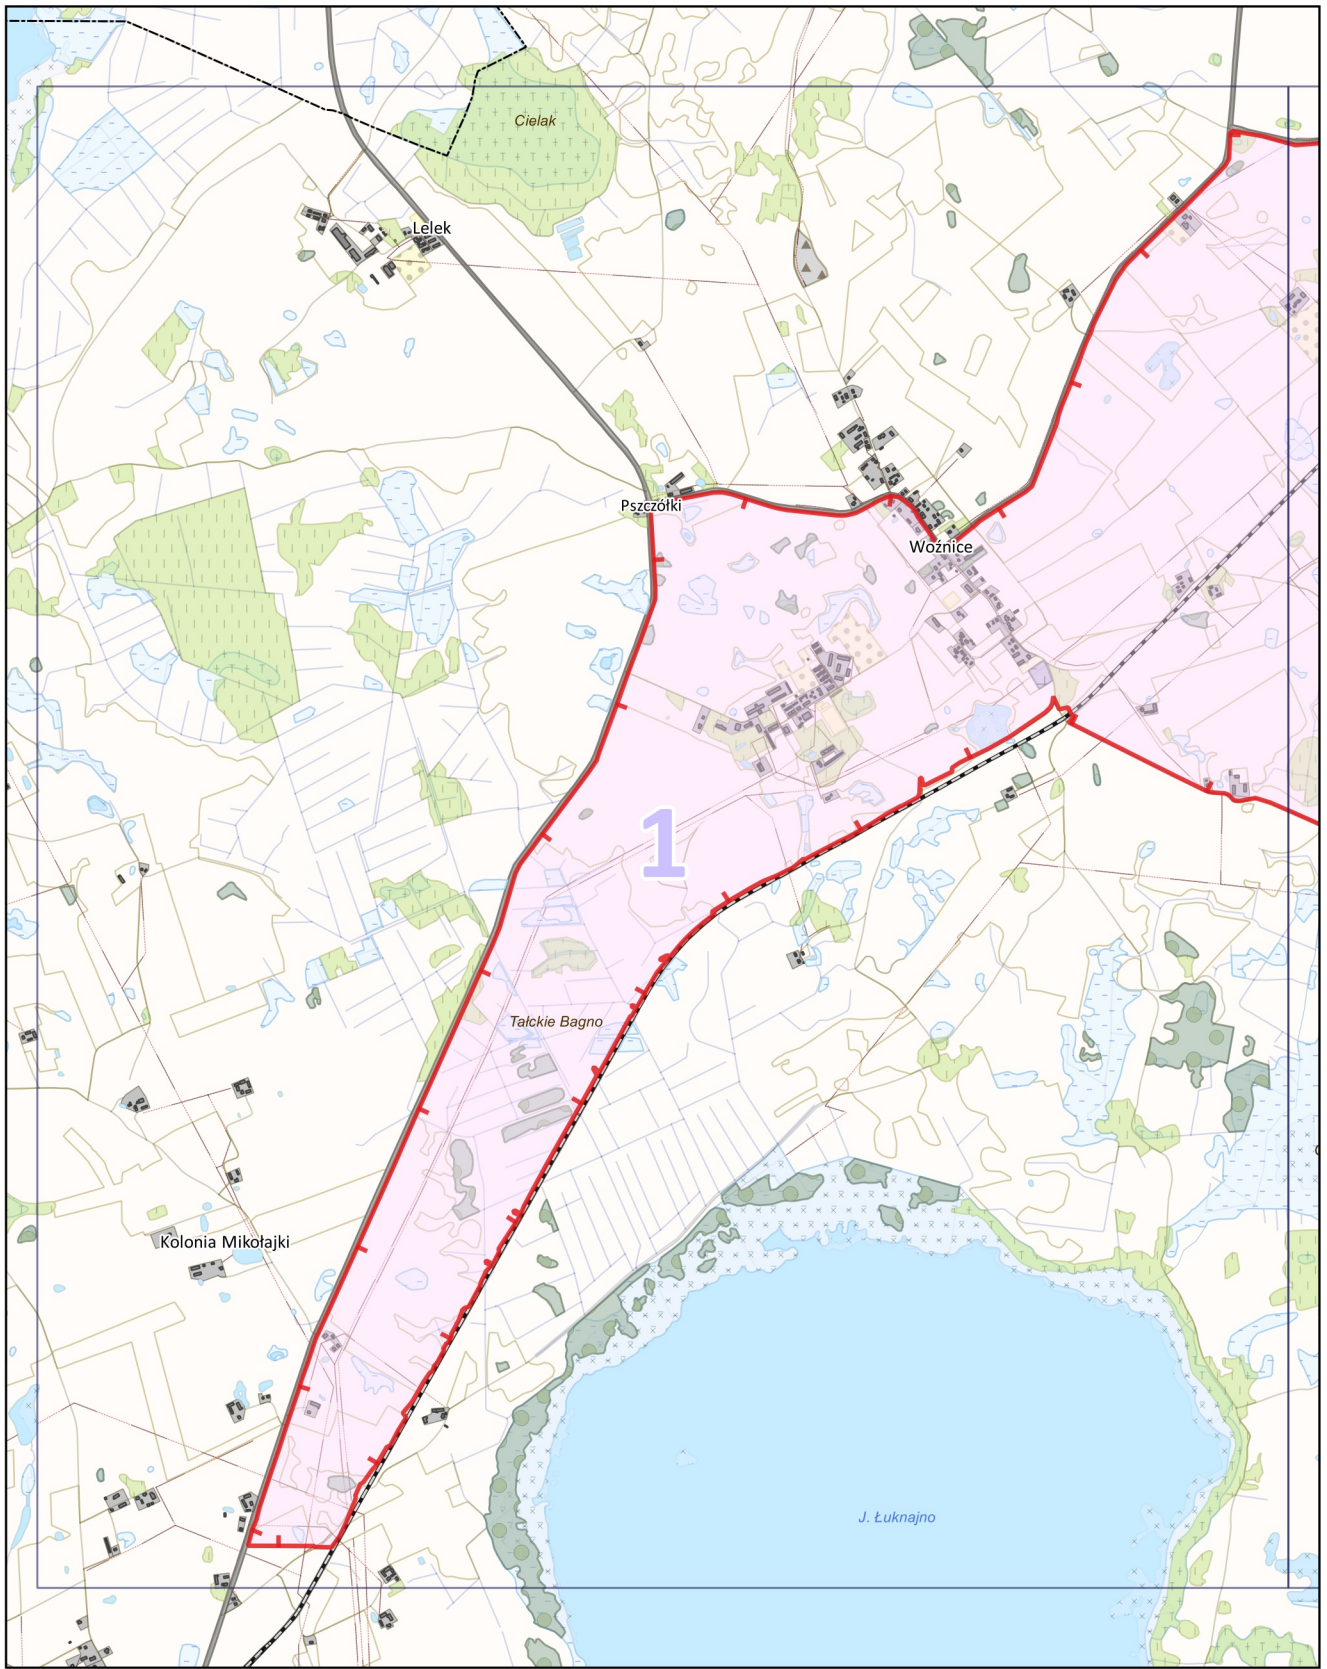 Cielak
Lelek
Pszczółki
Woźnice
1
Tałckie Bagno
Kolonia Mikołajki
J. Łuknajno